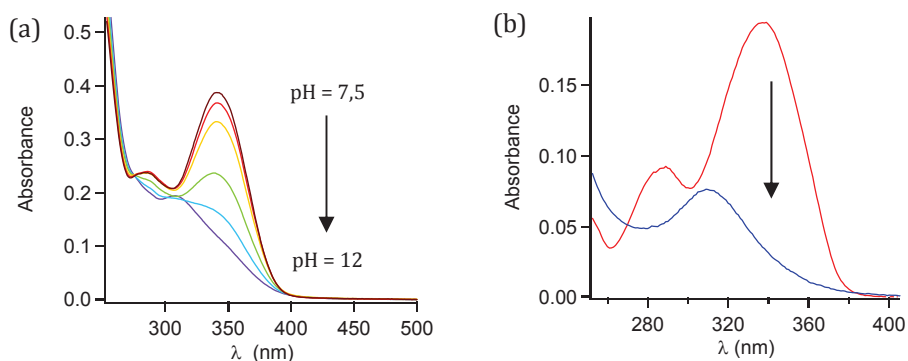 (a)
0.5
0.4
0.3
0.2
0.1
0.0
Absorbance
pH = 7,5
pH = 12
300
350
400
450
500
λ (nm)
(b)
0.15
0.10
0.05
0.00
Absorbance
280
320
360
400
λ (nm)